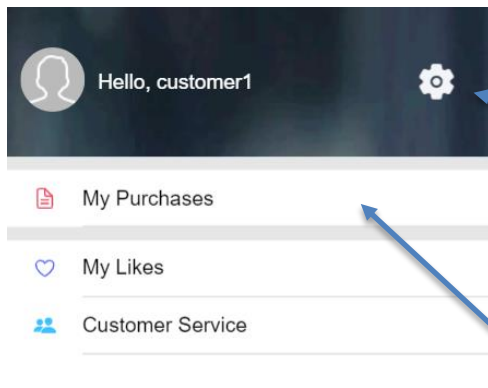 Hello, customer1
My Purchases
My Likes
Customer Service